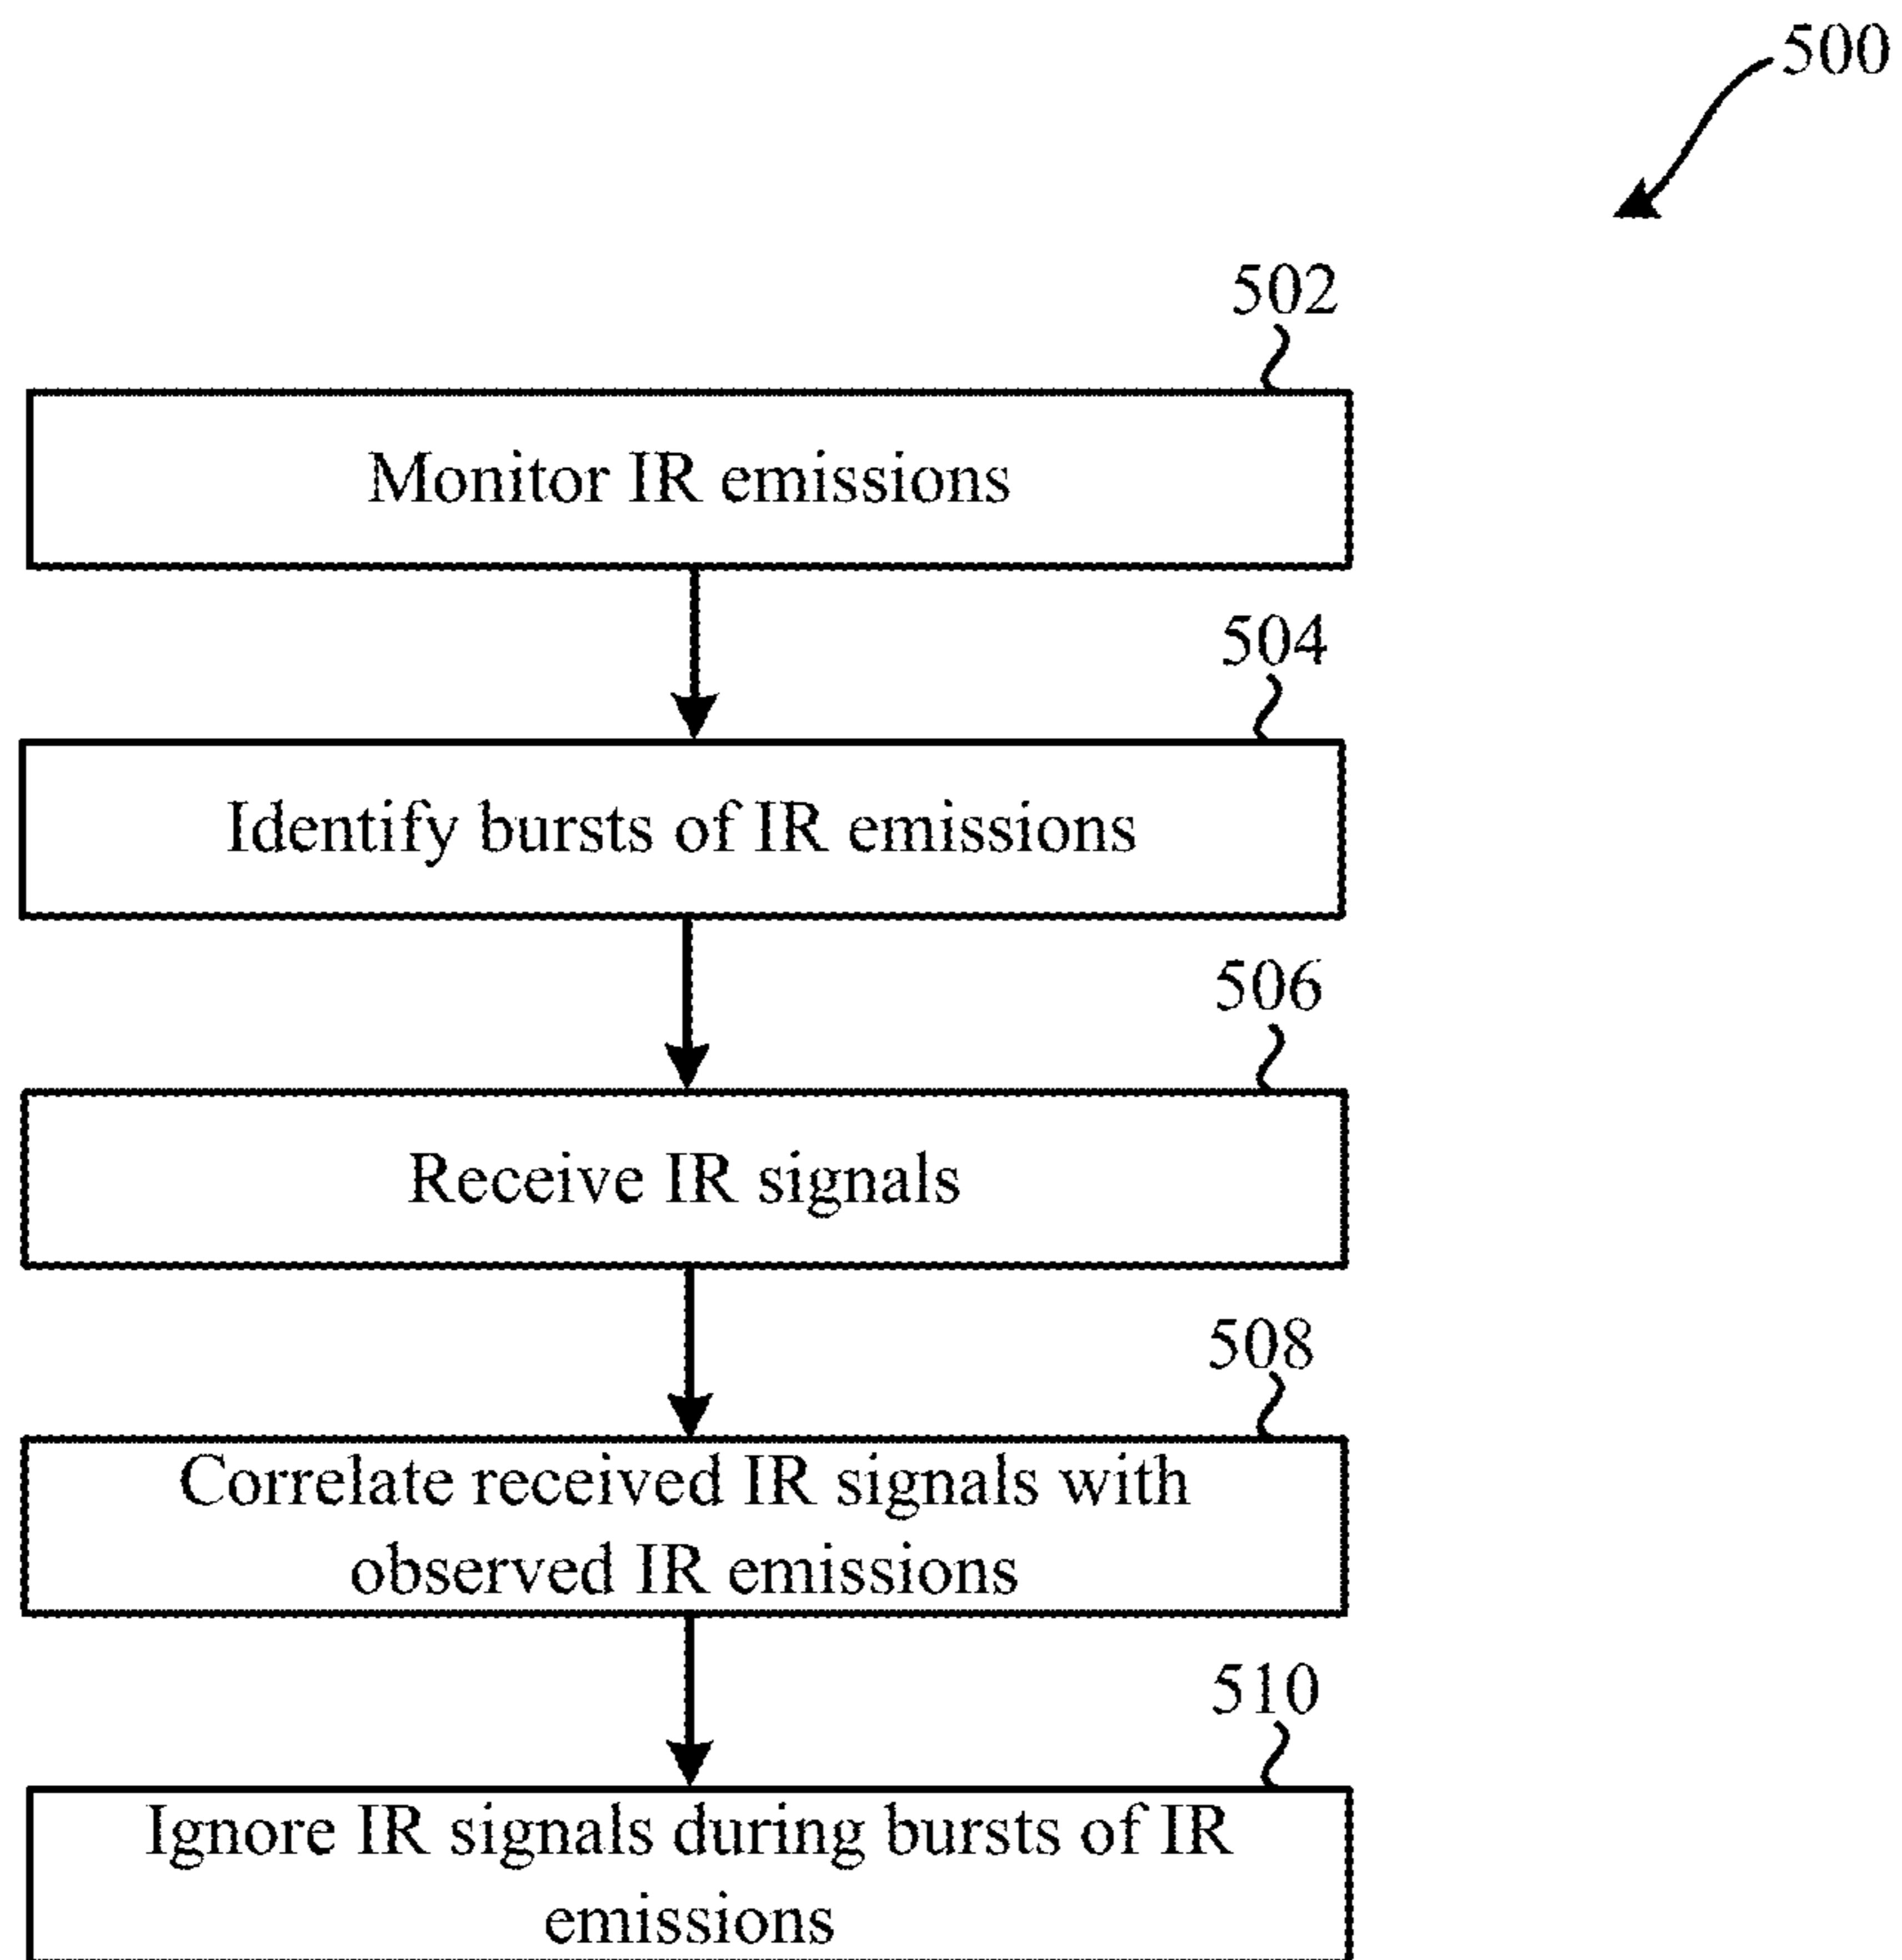 500
502
Monitor IR emissions
504
Identify bursts of IR emissions
506
Receive IR signals
508
Correlate received IR signals with
observed IR emissions
510
Ignore IR signals during bursts of IR
emissions